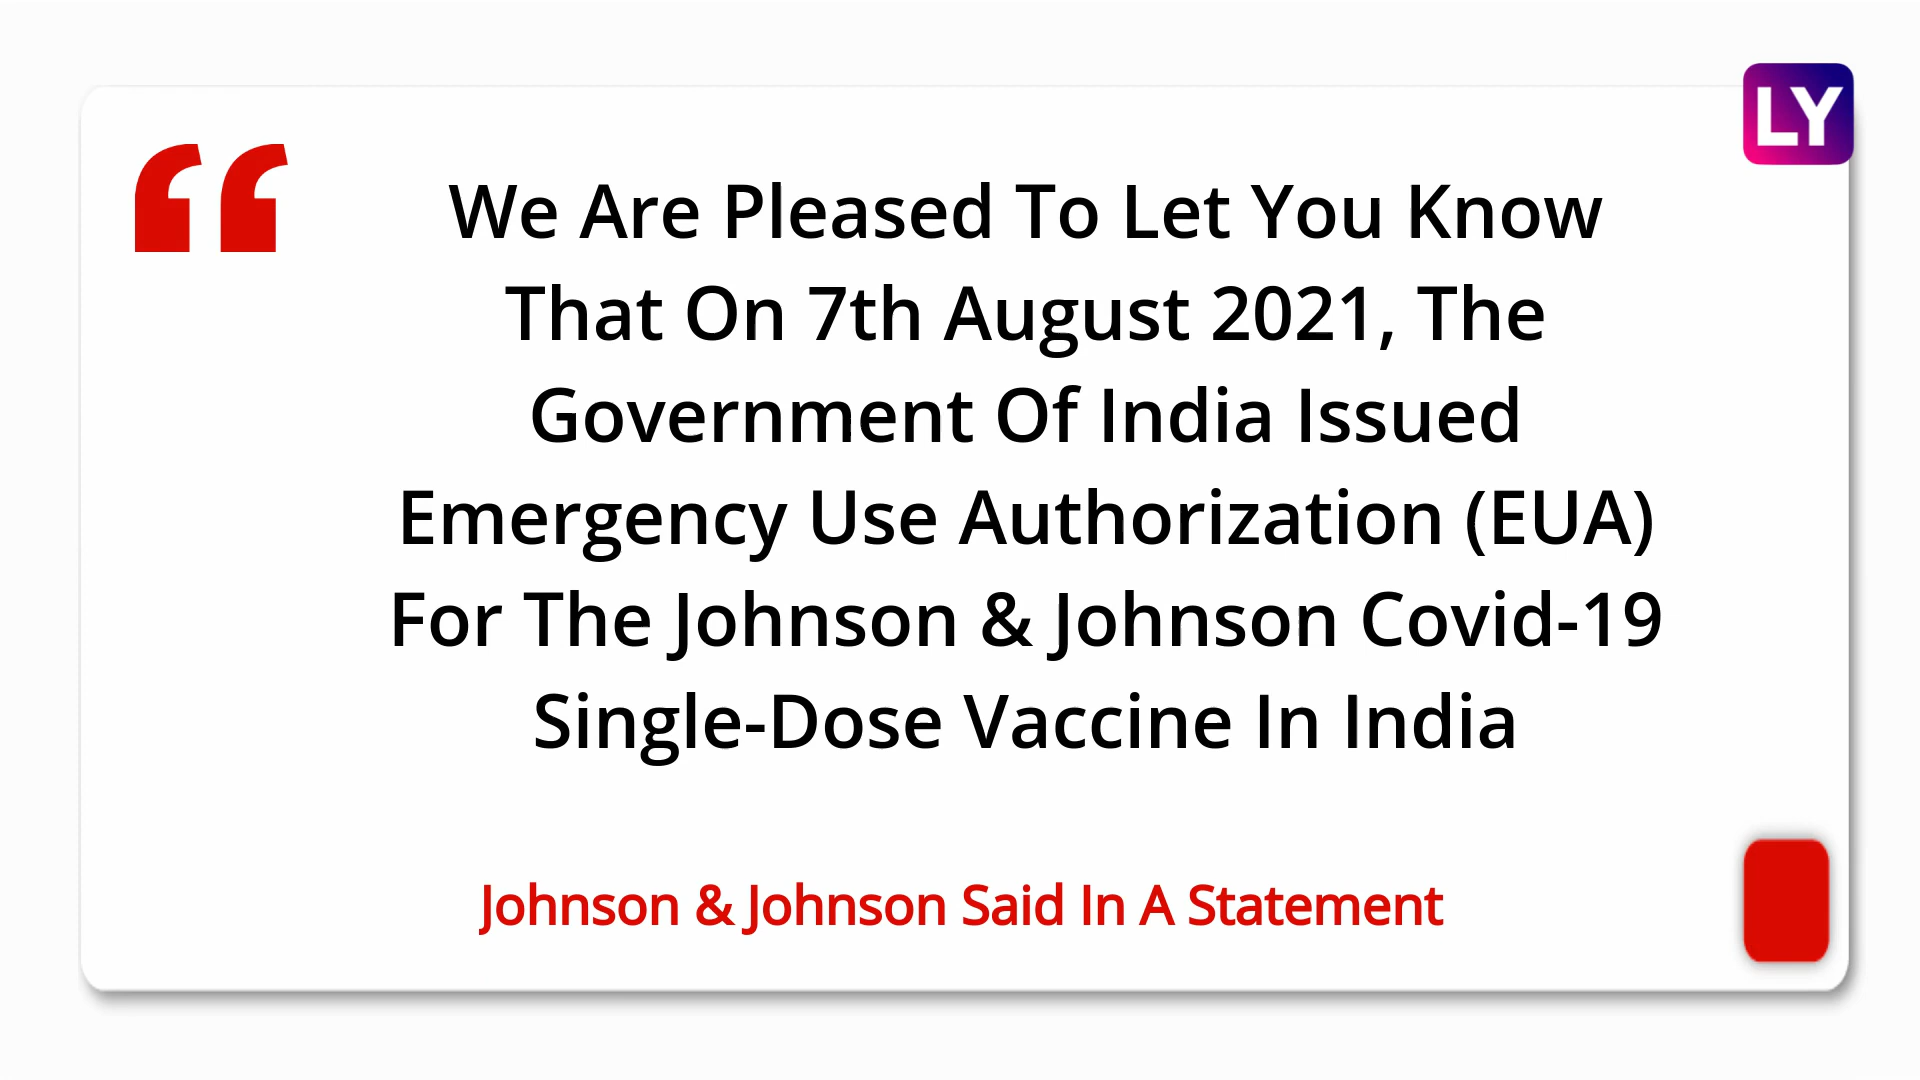 LY
We Are Pleased To Let You Know
That On 7th August 2021, The
Government Of India Issued
Emergency Use Authorization (EUA)
For The Johnson & Johnson Covid-19
Single-Dose Vaccine In India
Johnson & Johnson Said In A Statement